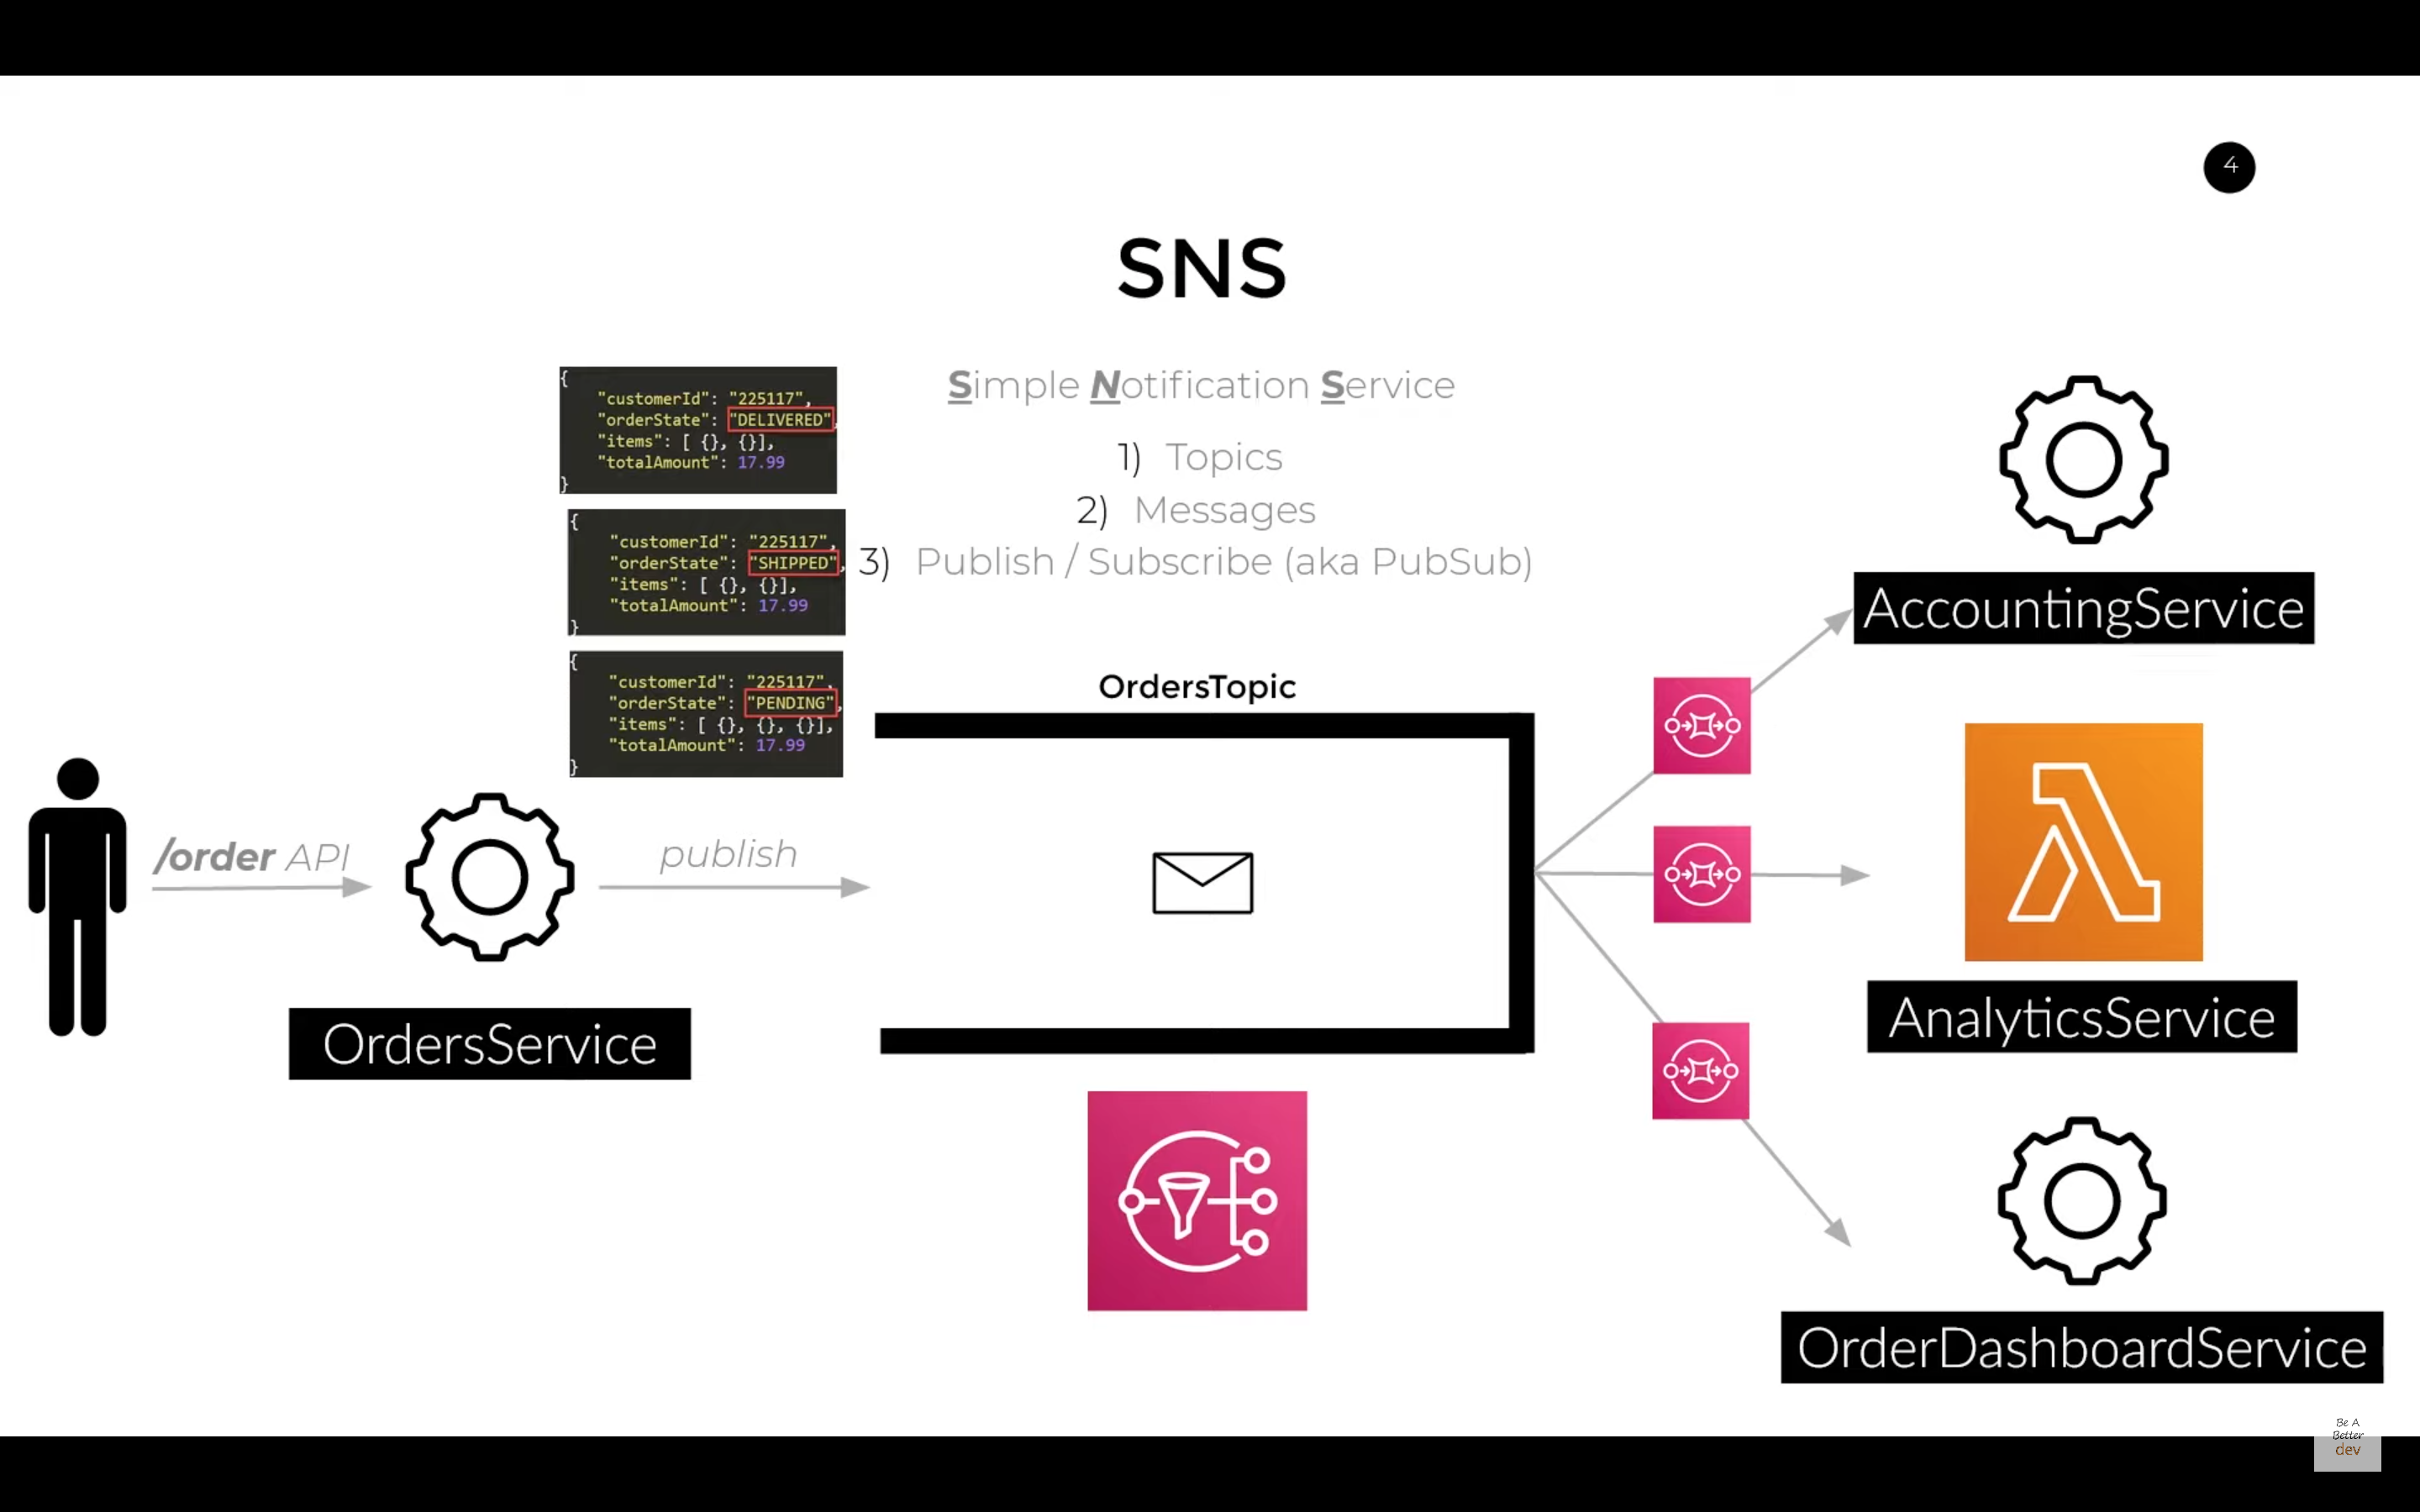 4
SNS
Simple Notification Service
1) Topics
2) Messages
3) Publish / Subscribe (aka PubSub)
{
"customerId": "225117",
"orderState": "DELIVERED",
"items": [ {}, {}],
"totalAmount": 17.99
}
{
"customerId": "225117",
"orderState": "SHIPPED",
"items": [ {}, {}],
"totalAmount": 17.99
}
{
"customerId": "225117",
"orderState": "PENDING",
"items": [ {}, {}, {}],
"totalAmount": 17.99
}
/order API
OrdersService
publish
OrdersTopic
AccountingService
AnalyticsService
OrderDashboardService
Be A
Better
dev